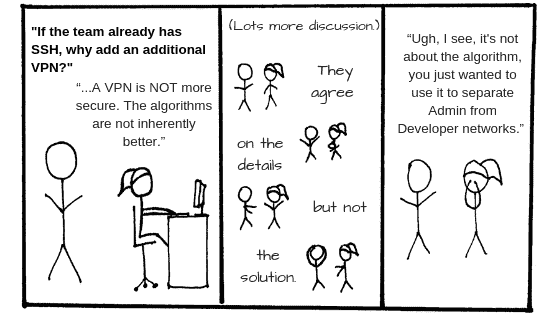 "If the team already has
SSH, why add an additional
VPN?"
“...A VPN is NOT more
secure. The algorithms
are not inherently
better.”
(Lots more discussion.)
They
agree
on the
details
but not
the
solution.
“Ugh, I see, it's not
about the algorithm,
you just wanted to
use it to separate
Admin from
Developer networks.”